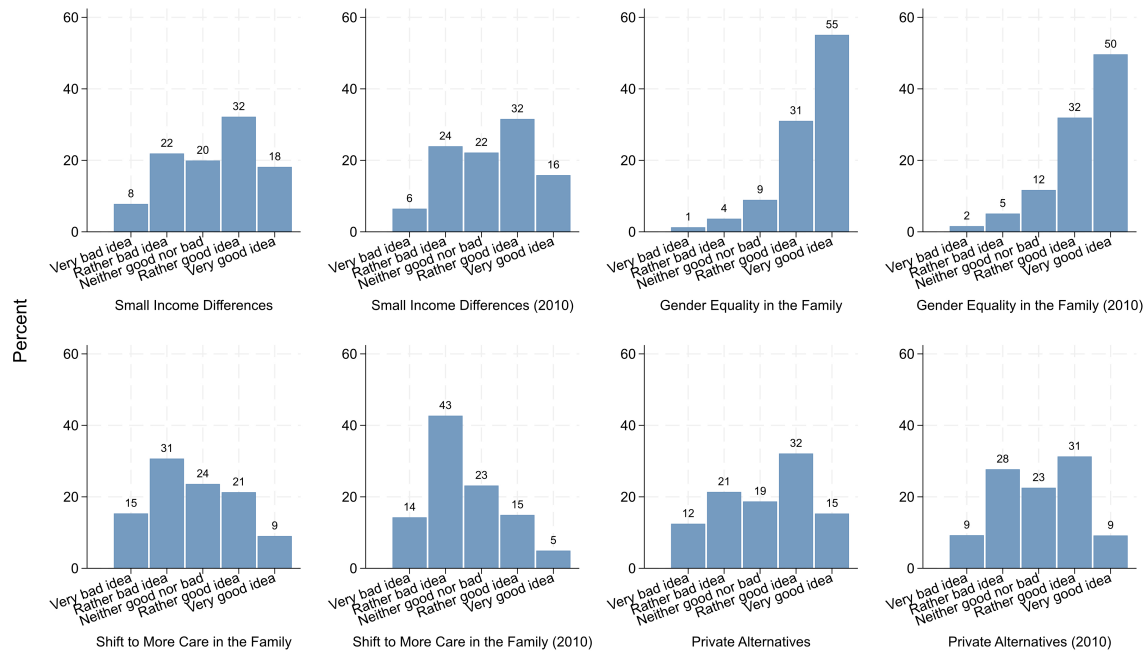 Percent
60
40
20
0
8
22
20
32
18
Very bad idea
Rather bad idea
Neither good nor bad
Rather good idea
Very good idea
Small Income Differences
60
40
20
0
6
24
22
32
16
Very bad idea
Rather bad idea
Neither good nor bad
Rather good idea
Very good idea
Small Income Differences (2010)
60
40
20
0
1
4
9
31
55
Very bad idea
Rather bad idea
Neither good nor bad
Rather good idea
Very good idea
Gender Equality in the Family
60
40
20
0
2
5
12
32
50
Very bad idea
Rather bad idea
Neither good nor bad
Rather good idea
Very good idea
Gender Equality in the Family (2010)
60
40
20
0
15
31
24
21
9
Very bad idea
Rather bad idea
Neither good nor bad
Rather good idea
Very good idea
Shift to More Care in the Family
60
40
20
0
14
43
23
15
5
Very bad idea
Rather bad idea
Neither good nor bad
Rather good idea
Very good idea
Shift to More Care in the Family (2010)
60
40
20
0
12
21
19
32
15
Very bad idea
Rather bad idea
Neither good nor bad
Rather good idea
Very good idea
Private Alternatives
60
40
20
0
9
28
23
31
9
Very bad idea
Rather bad idea
Neither good nor bad
Rather good idea
Very good idea
Private Alternatives (2010)